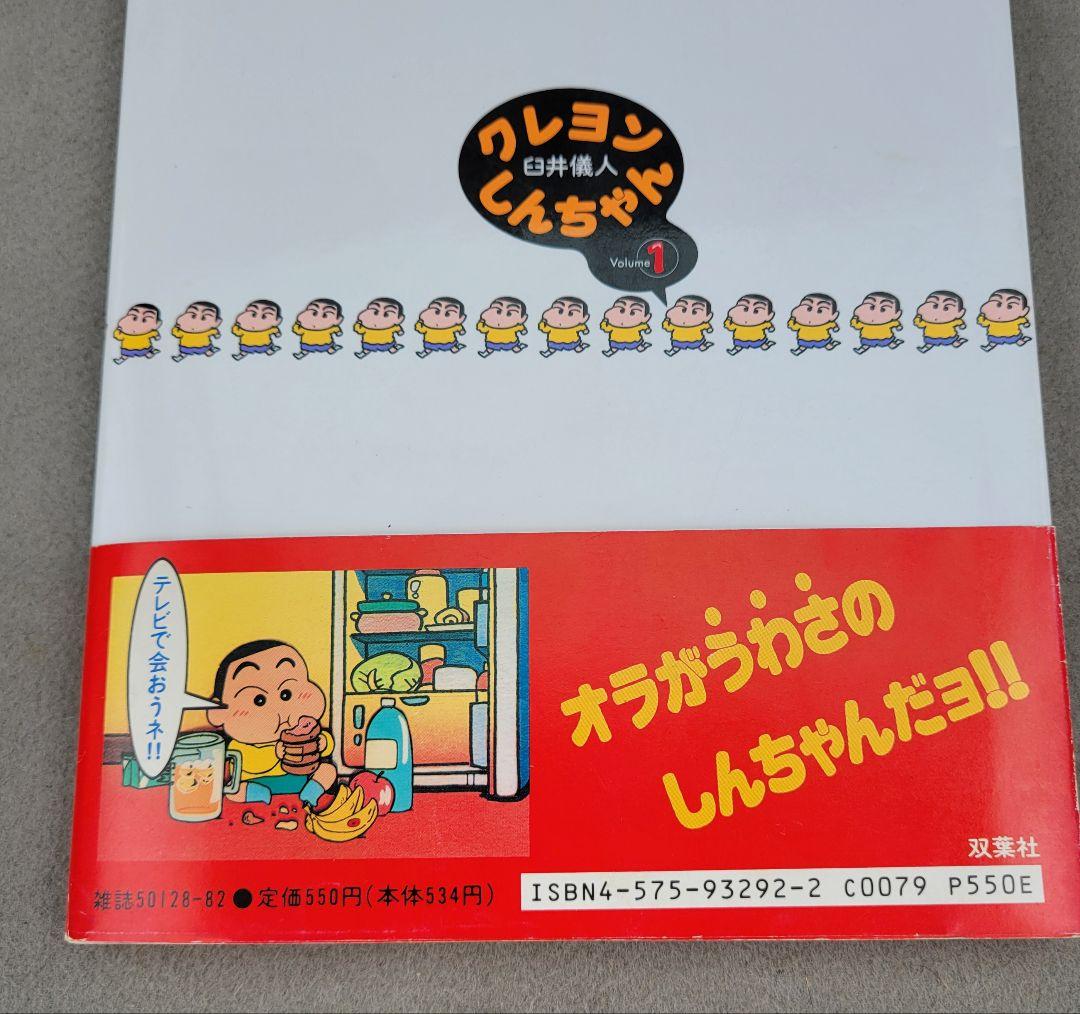 クレヨン
臼井儀人
しんちゃん
Volume 1
テレビで会おうネ!!
オラがうわさの
しんちゃんだヨ!!
双葉社
雑誌50128-82●定価550円(本体534円)
ISBN4-575-93292-2 C0079 P550E